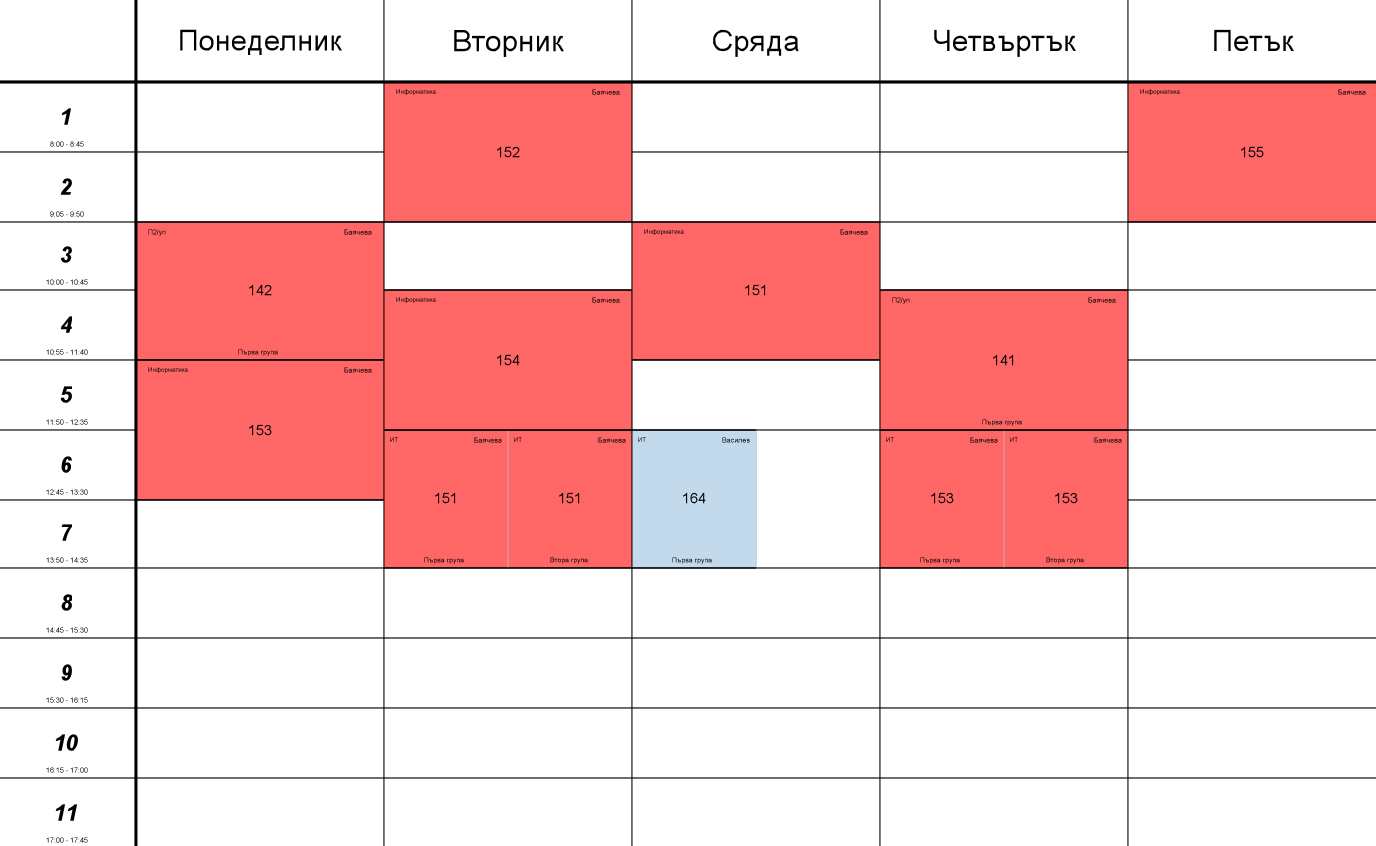 Понеделник Вторник Сряда Четвъртък Петък
1
8:00 - 8:45
Информатика Баячева
152
Информатика Баячева
155
2
9:05 - 9:50
3
10:00 - 10:45
П2/уп Баячева
142
Първа група
Информатика Баячева
151
4
10:55 - 11:40
Информатика Баячева
154
П2/уп Баячева
141
Първа група
5
11:50 - 12:35
Информатика Баячева
153
6
12:45 - 13:30
ИТ Баячева
151
Първа група
ИТ Баячева
151
Втора група
ИТ Василев
164
Първа група
ИТ Баячева
153
Първа група
ИТ Баячева
153
Втора група
7
13:50 - 14:35
8
14:45 - 15:30
9
15:30 - 16:15
10
16:15 - 17:00
11
17:00 - 17:45